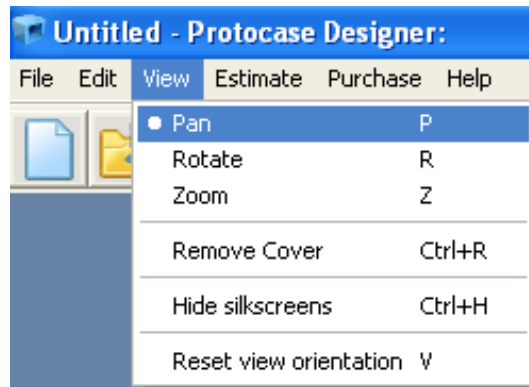 Untitled - Protocase Designer:
File Edit View Estimate Purchase Help
Pan P
Rotate R
Zoom Z
Remove Cover Ctrl+R
Hide silkscreens Ctrl+H
Reset view orientation V